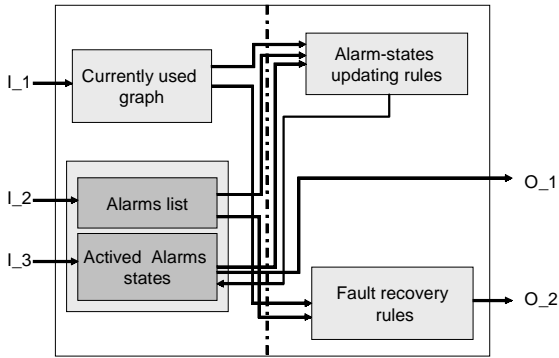 I_1
Currently used
graph
Alarm-states
updating rules
I_2
Alarms list
O_1
I_3
Actived Alarms
states
Fault recovery
rules
O_2